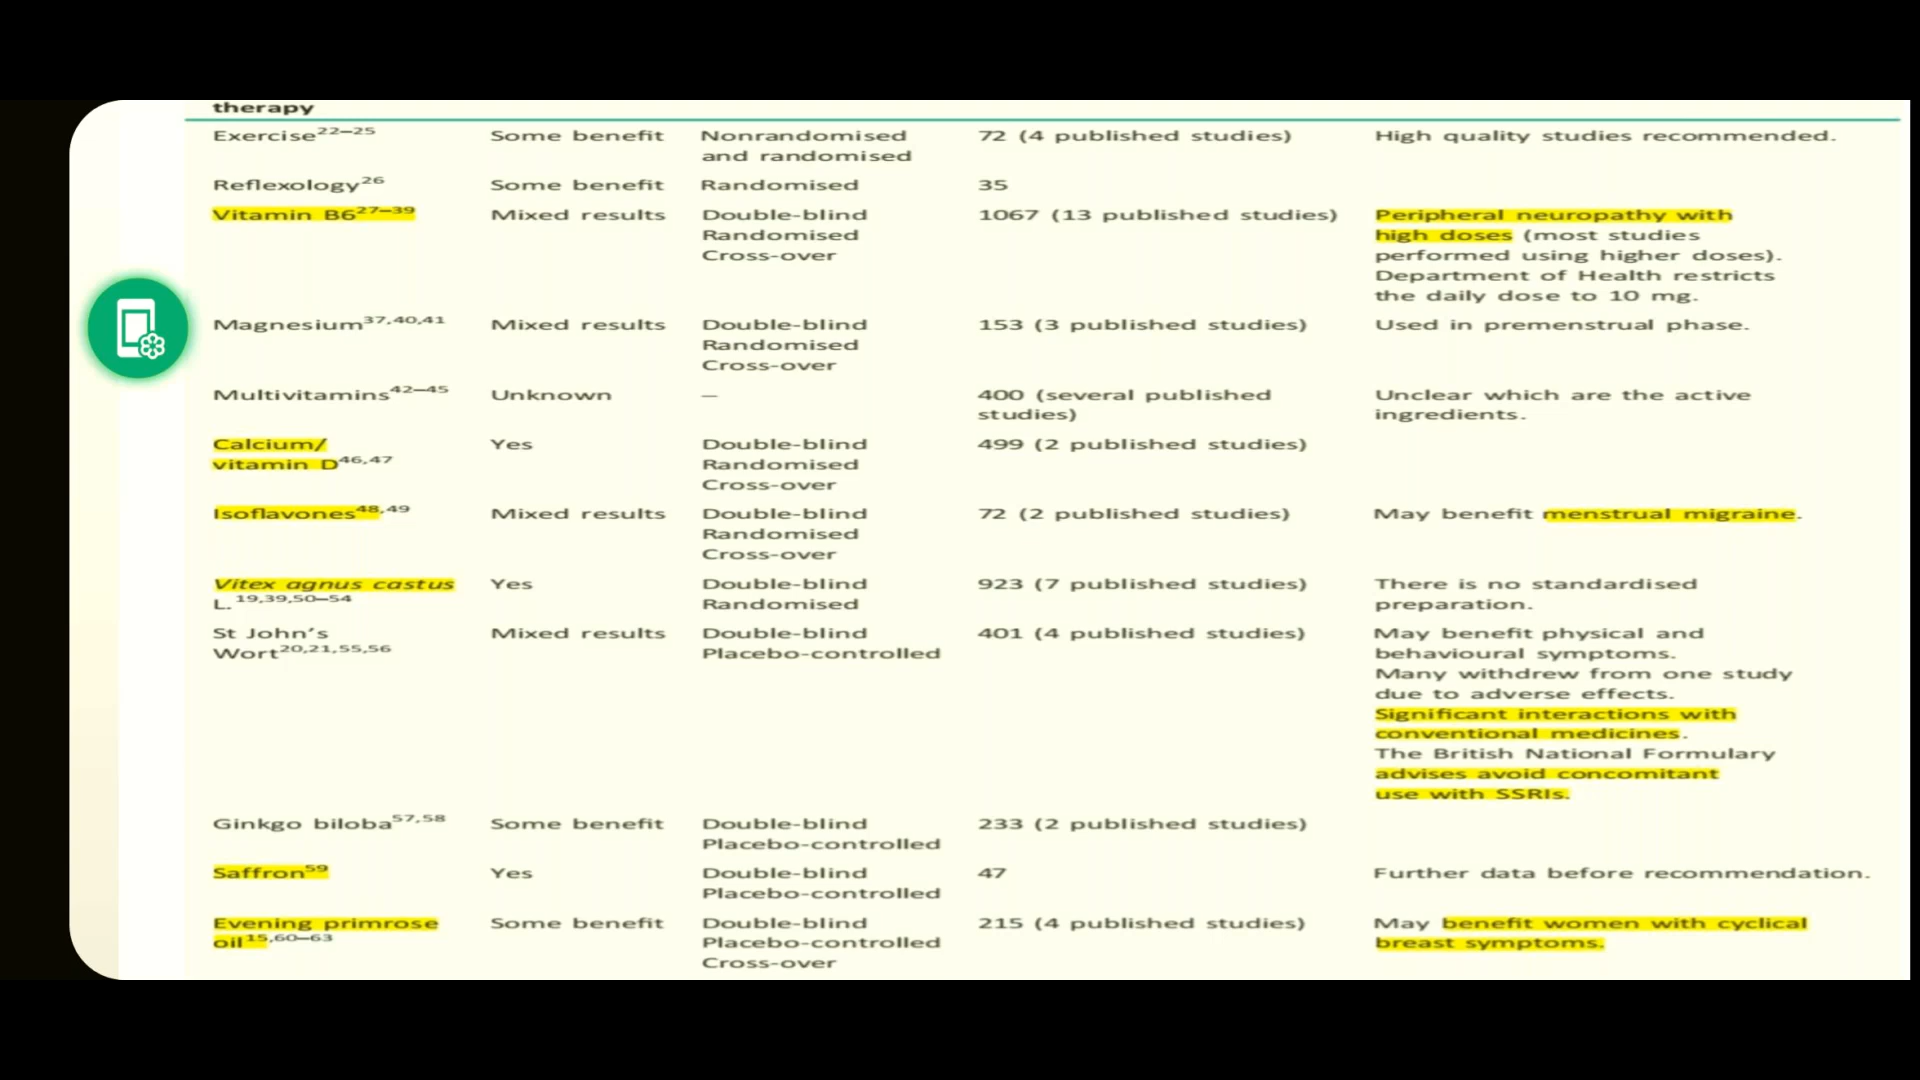 therapy
Exercise22–25 Some benefit Nonrandomised 72 (4 published studies) High quality studies recommended.
and randomised
Reflexology26 Some benefit Randomised 35
Vitamin B627–39 Mixed results Double-blind 1067 (13 published studies) Peripheral neuropathy with
Randomised high doses (most studies
Cross-over performed using higher doses).
Department of Health restricts
the daily dose to 10 mg.
Magnesium37,40,41 Mixed results Double-blind 153 (3 published studies) Used in premenstrual phase.
Randomised
Cross-over
Multivitamins42–45 Unknown – 400 (several published Unclear which are the active
studies) ingredients.
Calcium/ Yes Double-blind 499 (2 published studies)
vitamin D46,47 Randomised
Cross-over
Isoflavones48,49 Mixed results Double-blind 72 (2 published studies) May benefit menstrual migraine.
Randomised
Cross-over
Vitex agnus castus Yes Double-blind 923 (7 published studies) There is no standardised
L.19,39,50–54 Randomised preparation.
St John's Mixed results Double-blind 401 (4 published studies) May benefit physical and
Wort20,21,55,56 Placebo-controlled behavioural symptoms.
Many withdrew from one study
due to adverse effects.
Significant interactions with
conventional medicines.
The British National Formulary
advises avoid concomitant
use with SSRIs.
Ginkgo biloba57,58 Some benefit Double-blind 233 (2 published studies)
Placebo-controlled
Saffron59 Yes Double-blind 47 Further data before recommendation.
Placebo-controlled
Evening primrose Some benefit Double-blind 215 (4 published studies) May benefit women with cyclical
oil15,60–63 Placebo-controlled breast symptoms.
Cross-over